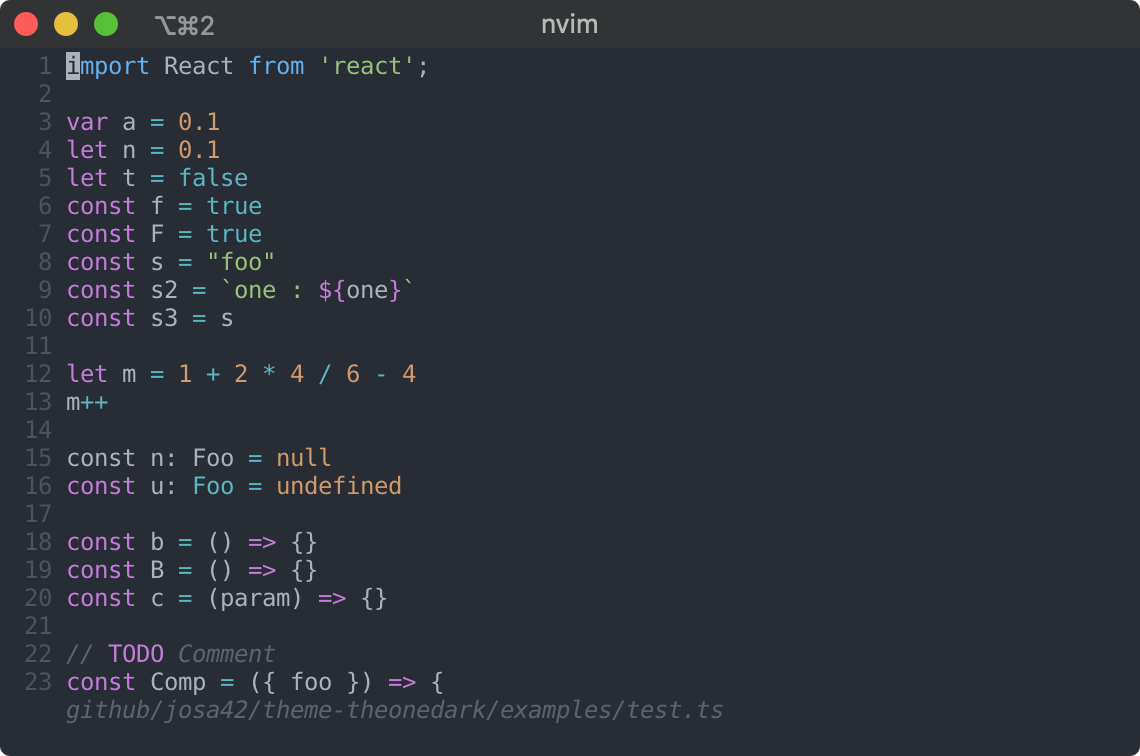 ⌥⌘2 nvim
1 import React from 'react';
2
3 var a = 0.1
4 let n = 0.1
5 let t = false
6 const f = true
7 const F = true
8 const s = "foo"
9 const s2 = `one : ${one}`
10 const s3 = s
11
12 let m = 1 + 2 * 4 / 6 - 4
13 m++
14
15 const n: Foo = null
16 const u: Foo = undefined
17
18 const b = () => {}
19 const B = () => {}
20 const c = (param) => {}
21
22 // TODO Comment
23 const Comp = ({ foo }) => {
github/josa42/theme-theonedark/examples/test.ts